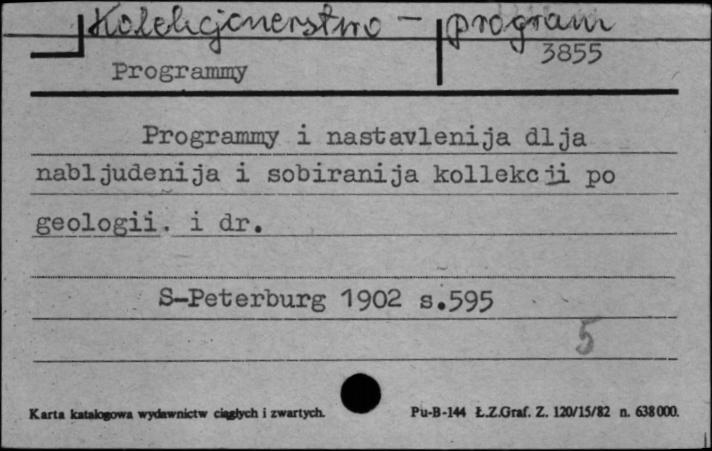 Kolekcjonerstwo - program
3855
Programmy
Programmy i nastavlenija dlja
nabljudenija i sobiranija kollekcii po
geologii. i dr.
S-Peterburg 1902 s.595
5
Karta katalogowa wydawnictw ciągłych i zwartych.
Pu-B-144 Ł.Z.Graf. Z. 120/15/82 n. 638000.